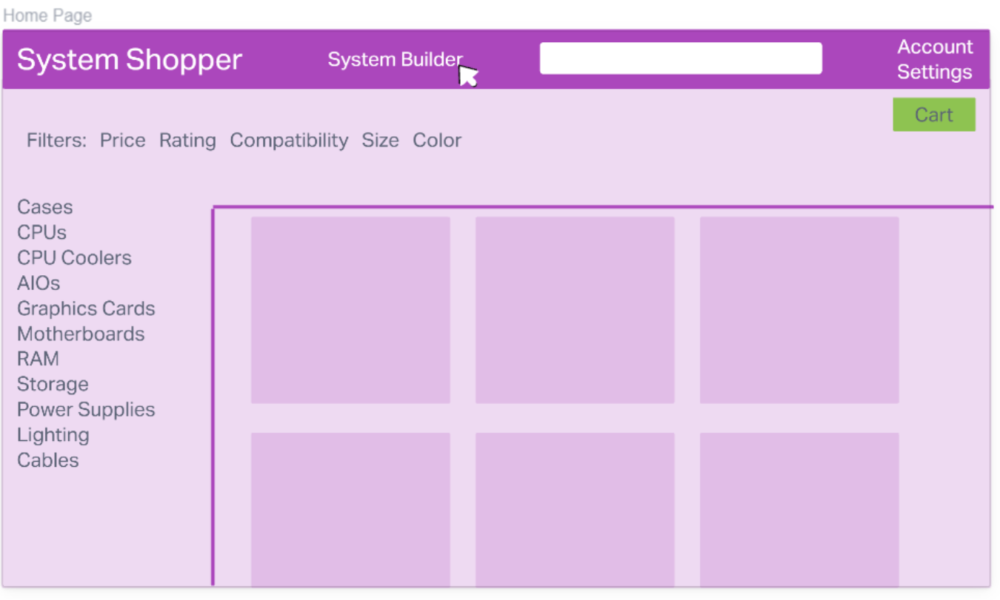 Home Page
System Shopper
System Builder
Account
Settings
Cart
Filters: Price Rating Compatibility Size Color
Cases
CPUs
CPU Coolers
AIOs
Graphics Cards
Motherboards
RAM
Storage
Power Supplies
Lighting
Cables